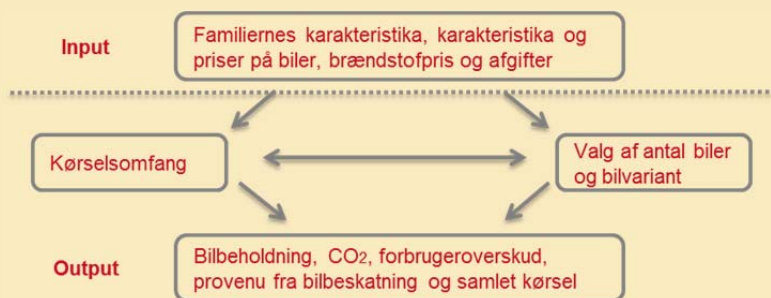 Input
Familiernes karakteristika, karakteristika og
priser på biler, brændstofpris og afgifter
Kørselsomfang
Valg af antal biler
og bilvariant
Output
Bilbeholdning, CO2, forbrugeroverskud,
provenu fra bilbeskatning og samlet kørsel